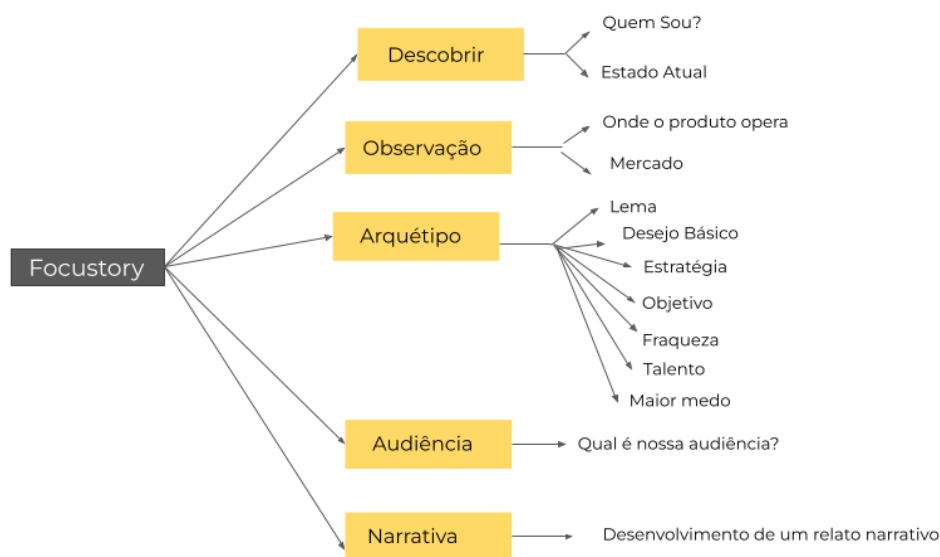 Focustory
Descobrir
Quem Sou?
Estado Atual
Observação
Onde o produto opera
Mercado
Arquétipo
Lema
Desejo Básico
Estratégia
Objetivo
Fraqueza
Talento
Maior medo
Audiência
Qual é nossa audiência?
Narrativa
Desenvolvimento de um relato narrativo